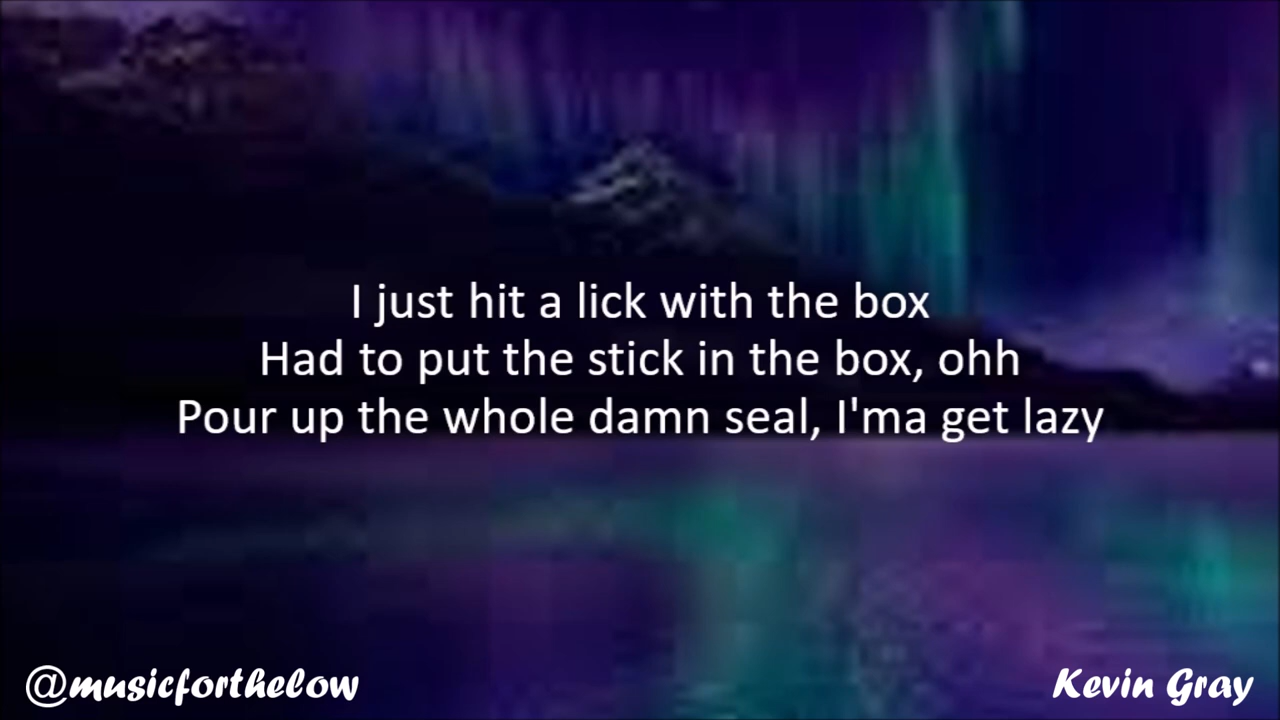 I just hit a lick with the box
Had to put the stick in the box, ohh
Pour up the whole damn seal, I'ma get lazy
@musicforthelow
Kevin Gray